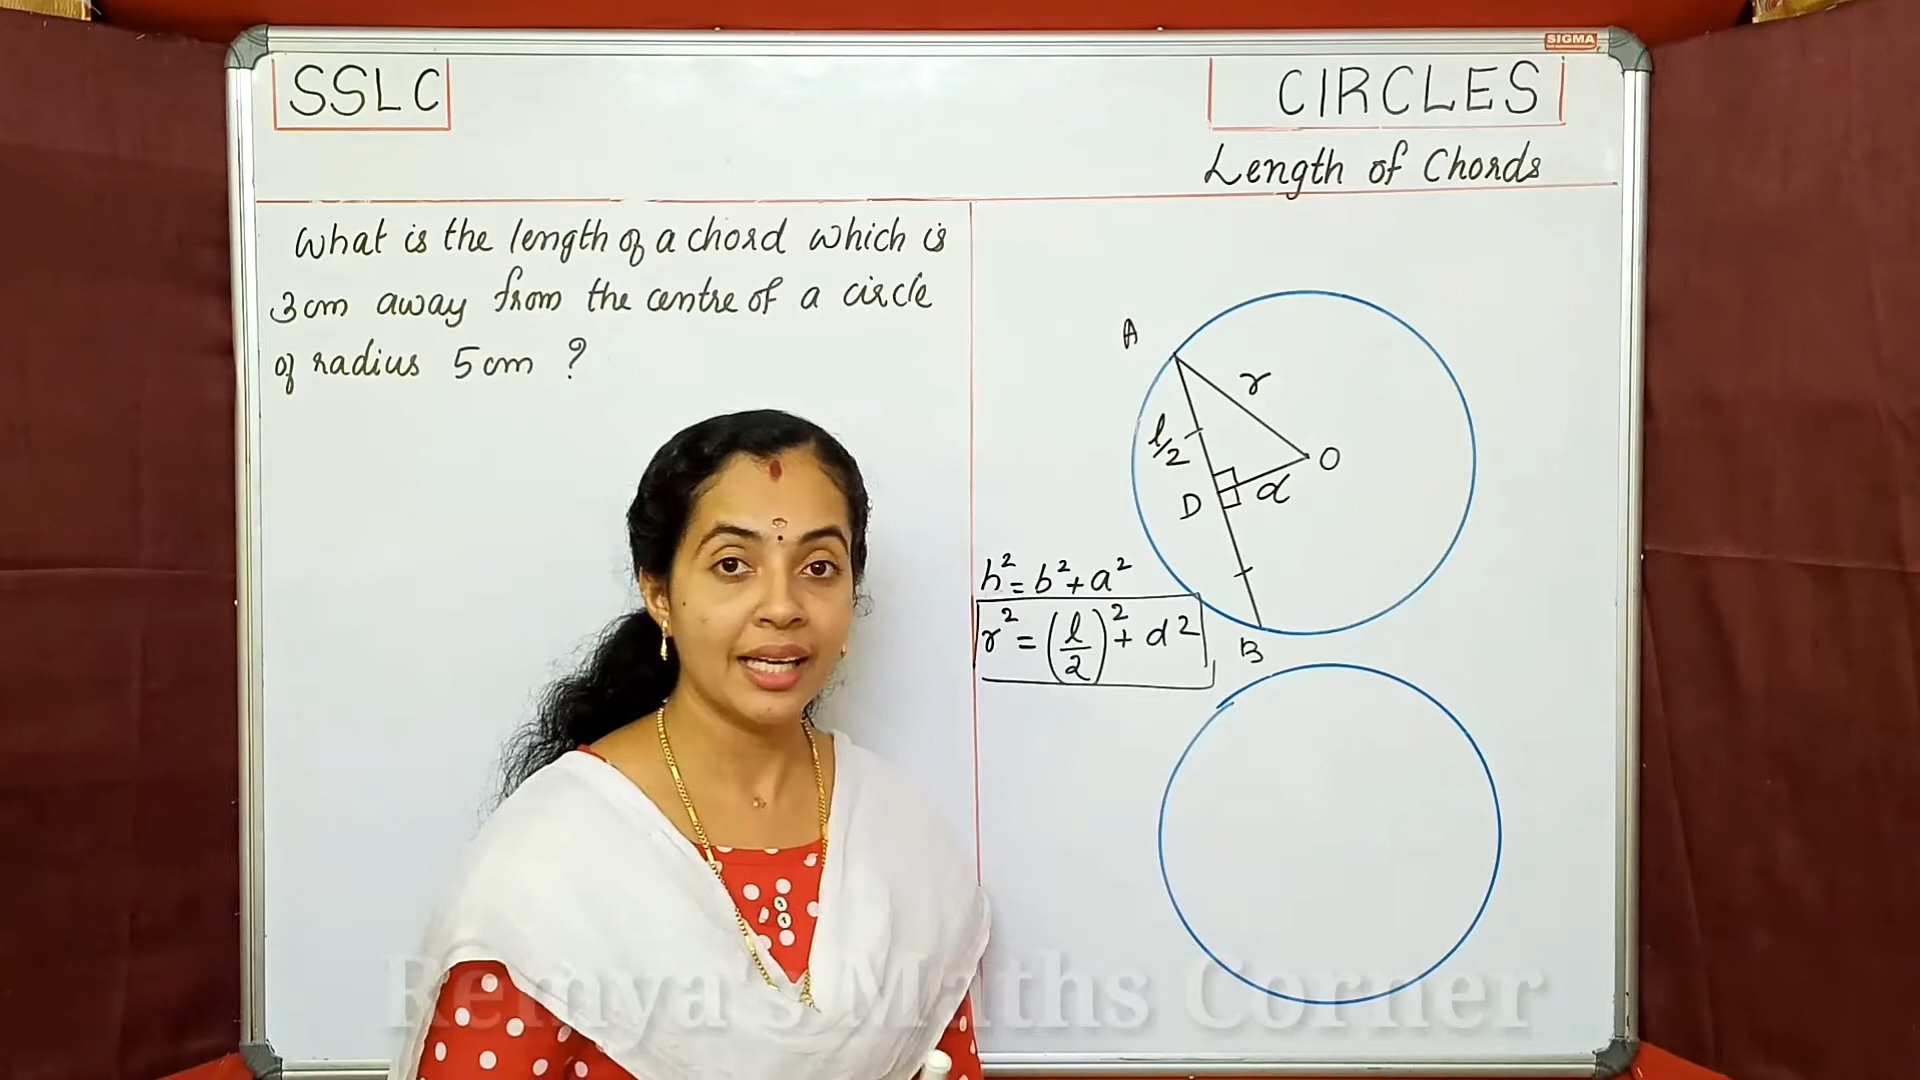 SIGMA
SSLC
CIRCLES
Length of Chords
What is the length of a chord which is
3cm away from the centre of a circle
of radius 5cm ?
A
r
l/2
O
D
d
B
h² = b² + a²
r² = (l/2)² + d²
Remya's Maths Corner